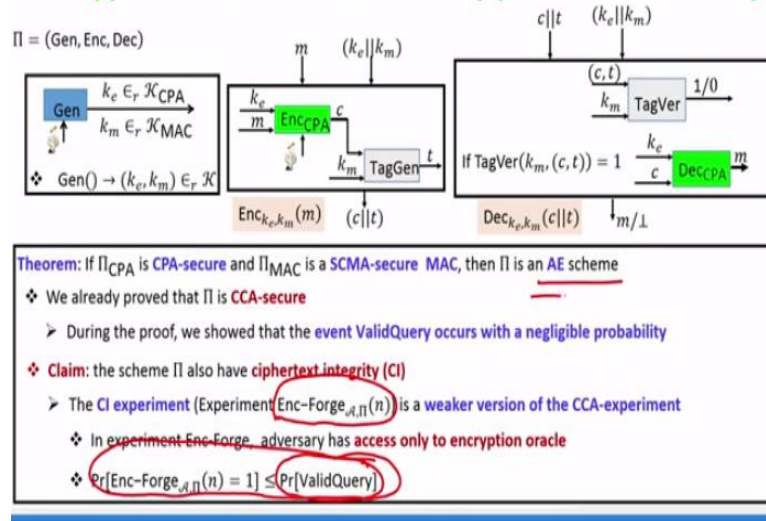 Π = (Gen, Enc, Dec)
Gen
k_e ∈_r 𝒦_CPA
k_m ∈_r 𝒦_MAC
❖ Gen() → (k_e, k_m) ∈_r 𝒦
m (k_e||k_m)
k_e
m Enc_CPA c
k_m TagGen t
Enc_{k_e,k_m}(m) (c||t)
c||t (k_e||k_m)
(c, t)
k_m TagVer 1/0
If TagVer(k_m, (c, t)) = 1 k_e
c Dec_CPA m
Dec_{k_e,k_m}(c||t) m/⊥
Theorem: If Π_CPA is CPA-secure and Π_MAC is a SCMA-secure MAC, then Π is an AE scheme
❖ We already proved that Π is CCA-secure
➢ During the proof, we showed that the event ValidQuery occurs with a negligible probability
❖ Claim: the scheme Π also have ciphertext integrity (CI)
➢ The CI experiment (Experiment Enc−Forge_{𝒜,Π}(n)) is a weaker version of the CCA-experiment
❖ In experiment Enc-Forge, adversary has access only to encryption oracle
❖ Pr[Enc−Forge_{𝒜,Π}(n) = 1] ≤ Pr[ValidQuery]